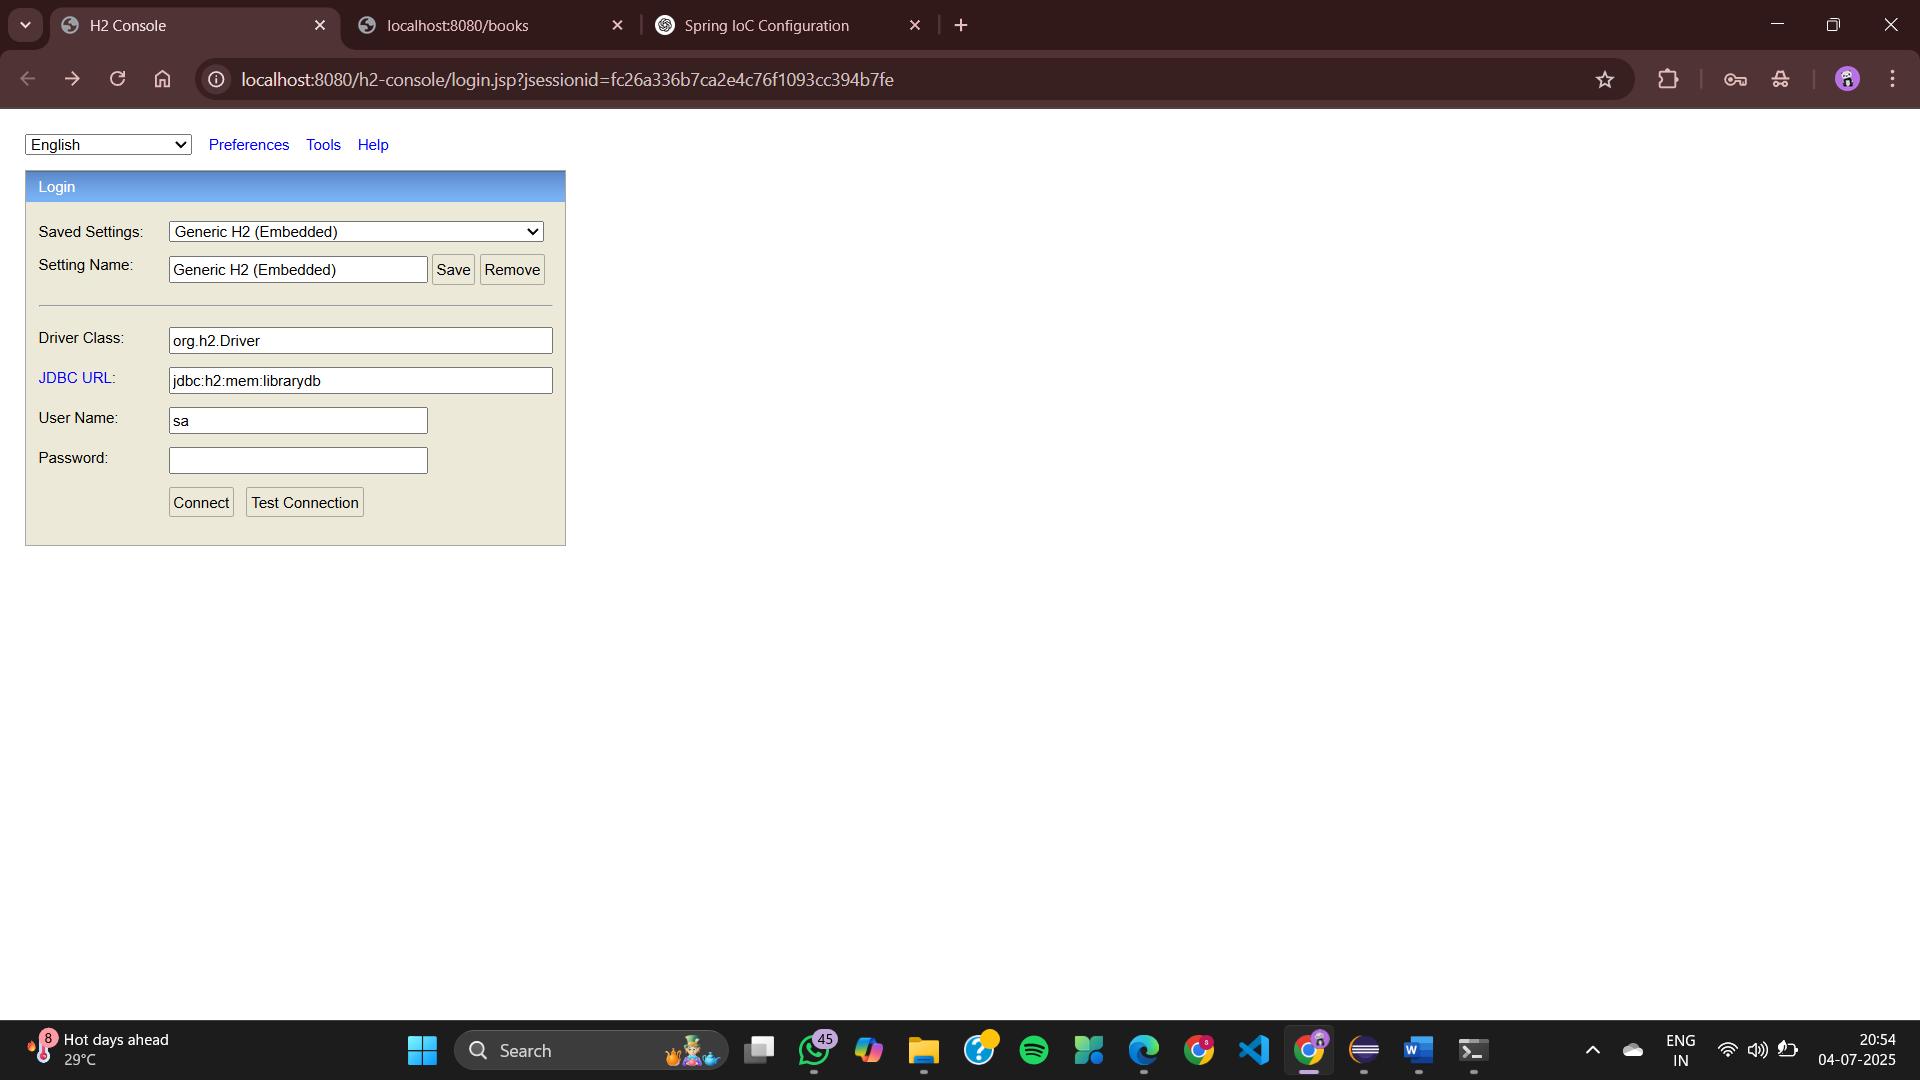 H2 Console
localhost:8080/books
Spring IoC Configuration
localhost:8080/h2-console/login.jsp?jsessionid=fc26a336b7ca2e4c76f1093cc394b7fe
English
Preferences
Tools
Help
Login
Saved Settings:
Generic H2 (Embedded)
Setting Name:
Generic H2 (Embedded)
Save
Remove
Driver Class:
org.h2.Driver
JDBC URL:
jdbc:h2:mem:librarydb
User Name:
sa
Password:
Connect
Test Connection
8
Hot days ahead
29°C
Search
45
8
ENG
IN
20:54
04-07-2025